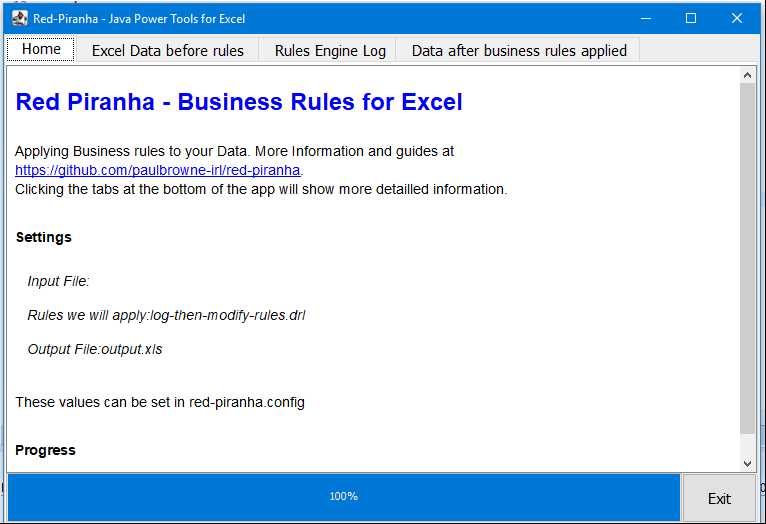 Red-Piranha - Java Power Tools for Excel
Home
Excel Data before rules
Rules Engine Log
Data after business rules applied
Red Piranha - Business Rules for Excel
Applying Business rules to your Data. More Information and guides at
https://github.com/paulbrowne-irl/red-piranha.
Clicking the tabs at the bottom of the app will show more detailled information.
Settings
Input File:
Rules we will apply:log-then-modify-rules.drl
Output File:output.xls
These values can be set in red-piranha.config
Progress
100%
Exit